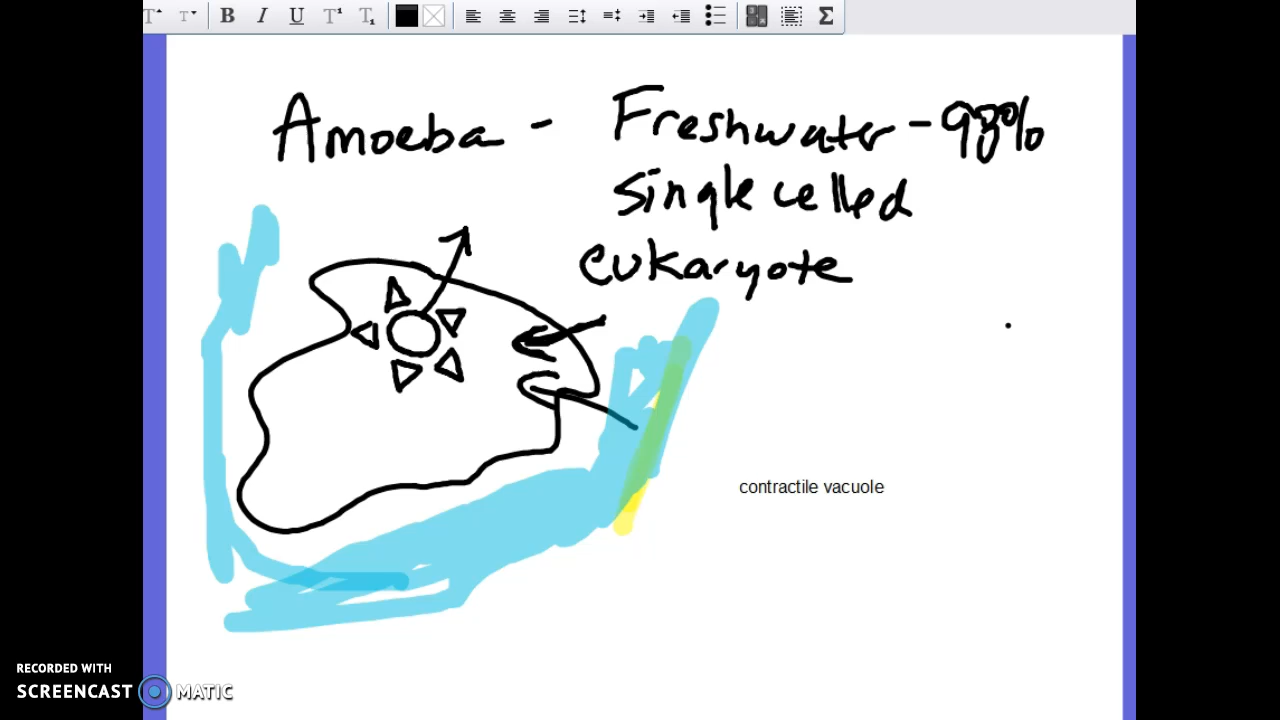 Amoeba - Freshwater - 98%
single celled
eukaryote
contractile vacuole
RECORDED WITH
SCREENCAST MATIC